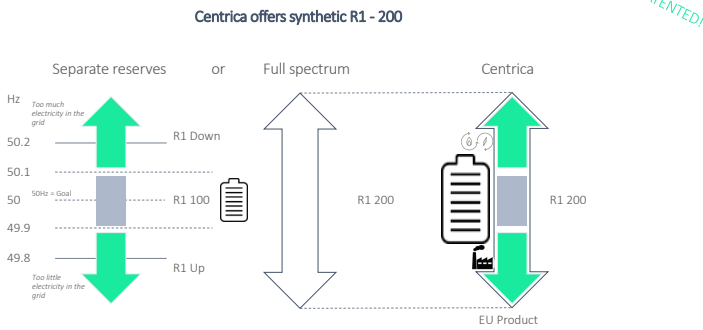 Centrica offers synthetic R1 - 200
Separate reserves
or
Full spectrum
Centrica
Hz
Too much
electricity in the
grid
50.2
R1 Down
50.1
50
50Hz = Goal
R1 100
R1 200
R1 200
49.9
49.8
R1 Up
Too little
electricity in the
grid
EU Product